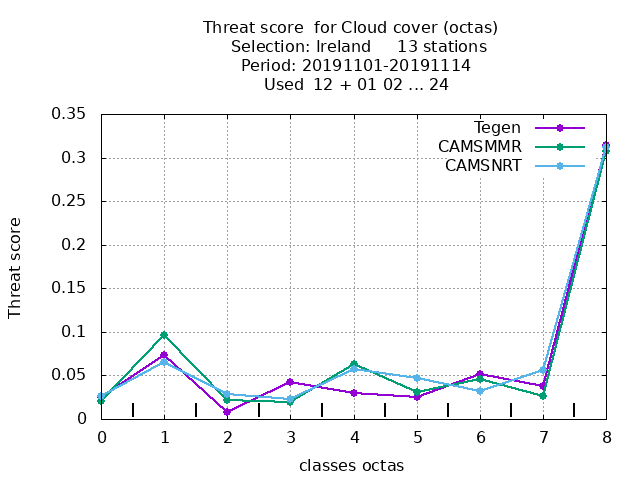 Threat score  for Cloud cover (octas)
Selection: Ireland     13 stations
Period: 20191101-20191114
Used  12 + 01 02 ... 24
Tegen
CAMSMMR
CAMSNRT
0.35
0.3
0.25
0.2
0.15
0.1
0.05
0
Threat score
0 1 2 3 4 5 6 7 8
classes octas